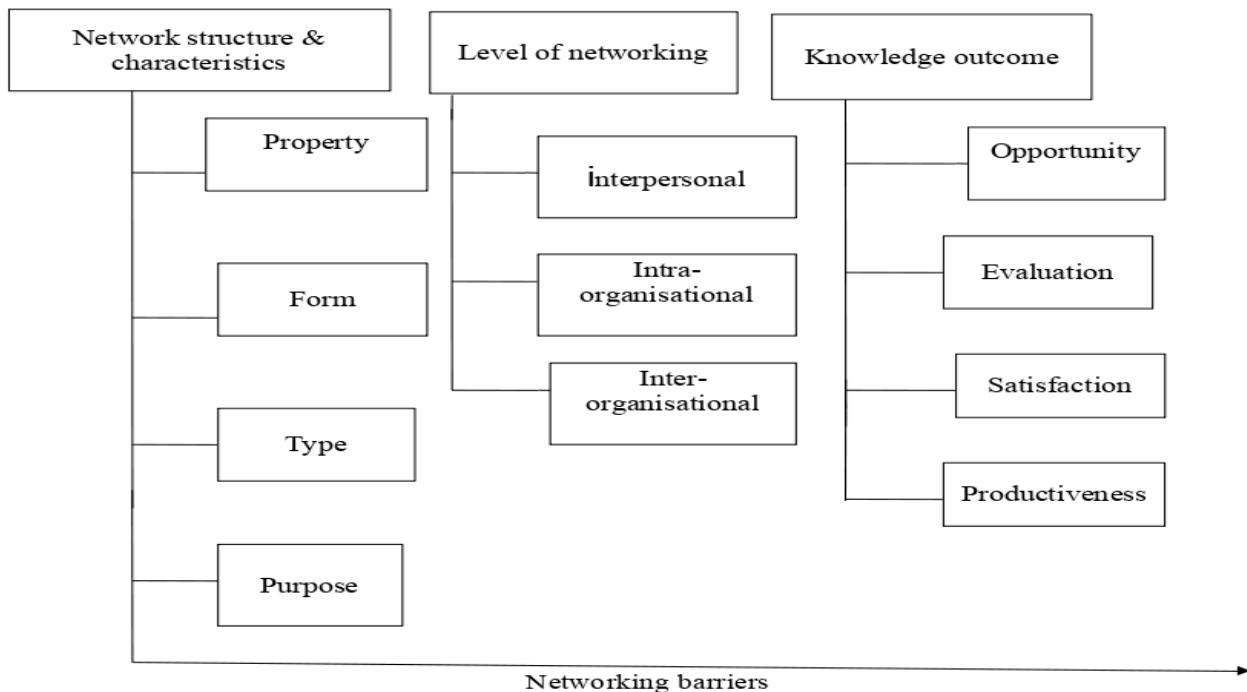 Network structure &
characteristics
Property
Form
Type
Purpose
Level of networking
interpersonal
Intra-
organisational
Inter-
organisational
Knowledge outcome
Opportunity
Evaluation
Satisfaction
Productiveness
Networking barriers